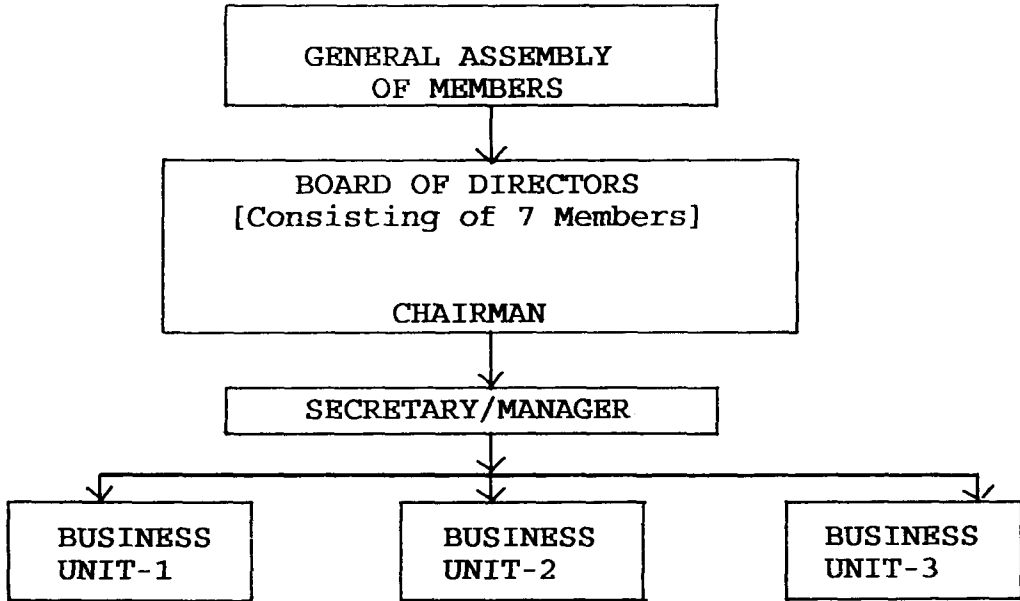 GENERAL ASSEMBLY
OF MEMBERS
BOARD OF DIRECTORS
[Consisting of 7 Members]
CHAIRMAN
SECRETARY/MANAGER
BUSINESS
UNIT-1
BUSINESS
UNIT-2
BUSINESS
UNIT-3